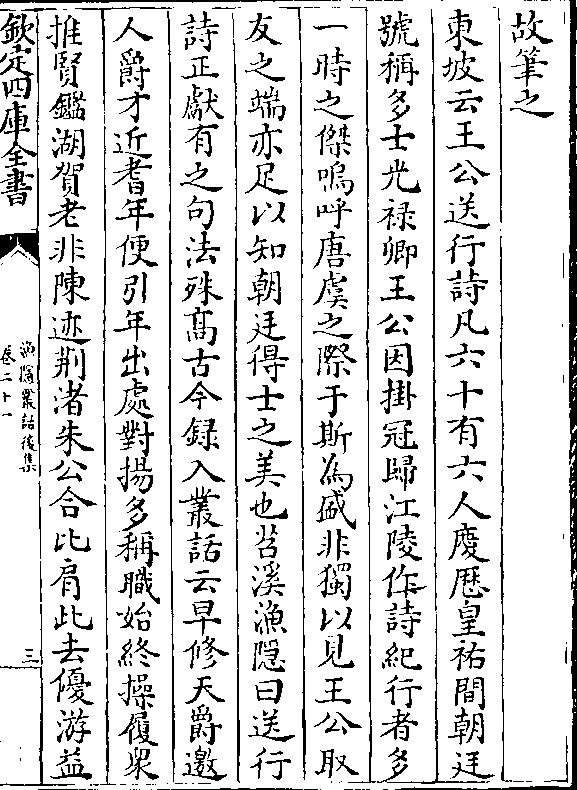 故筆之
東坡云王公送行詩凡六十有六人慶厯皇祐間朝廷
號稱多士光禄卿王公因掛冠歸江陵作詩紀行者多
一時之傑嗚呼唐虞之際于斯為盛非獨以見王公取
友之端亦足以知朝廷得士之美也苕溪漁隱曰送行
詩正獻有之句法殊髙古今録入叢話云早修天爵邀
人爵才近耆年便引年出處對揚多稱職始終操履衆
推賢鑑湖賀老非陳迹荆渚朱公合比肩此去優游益
欽定四庫全書
漁隱叢話後集
卷二十一
三